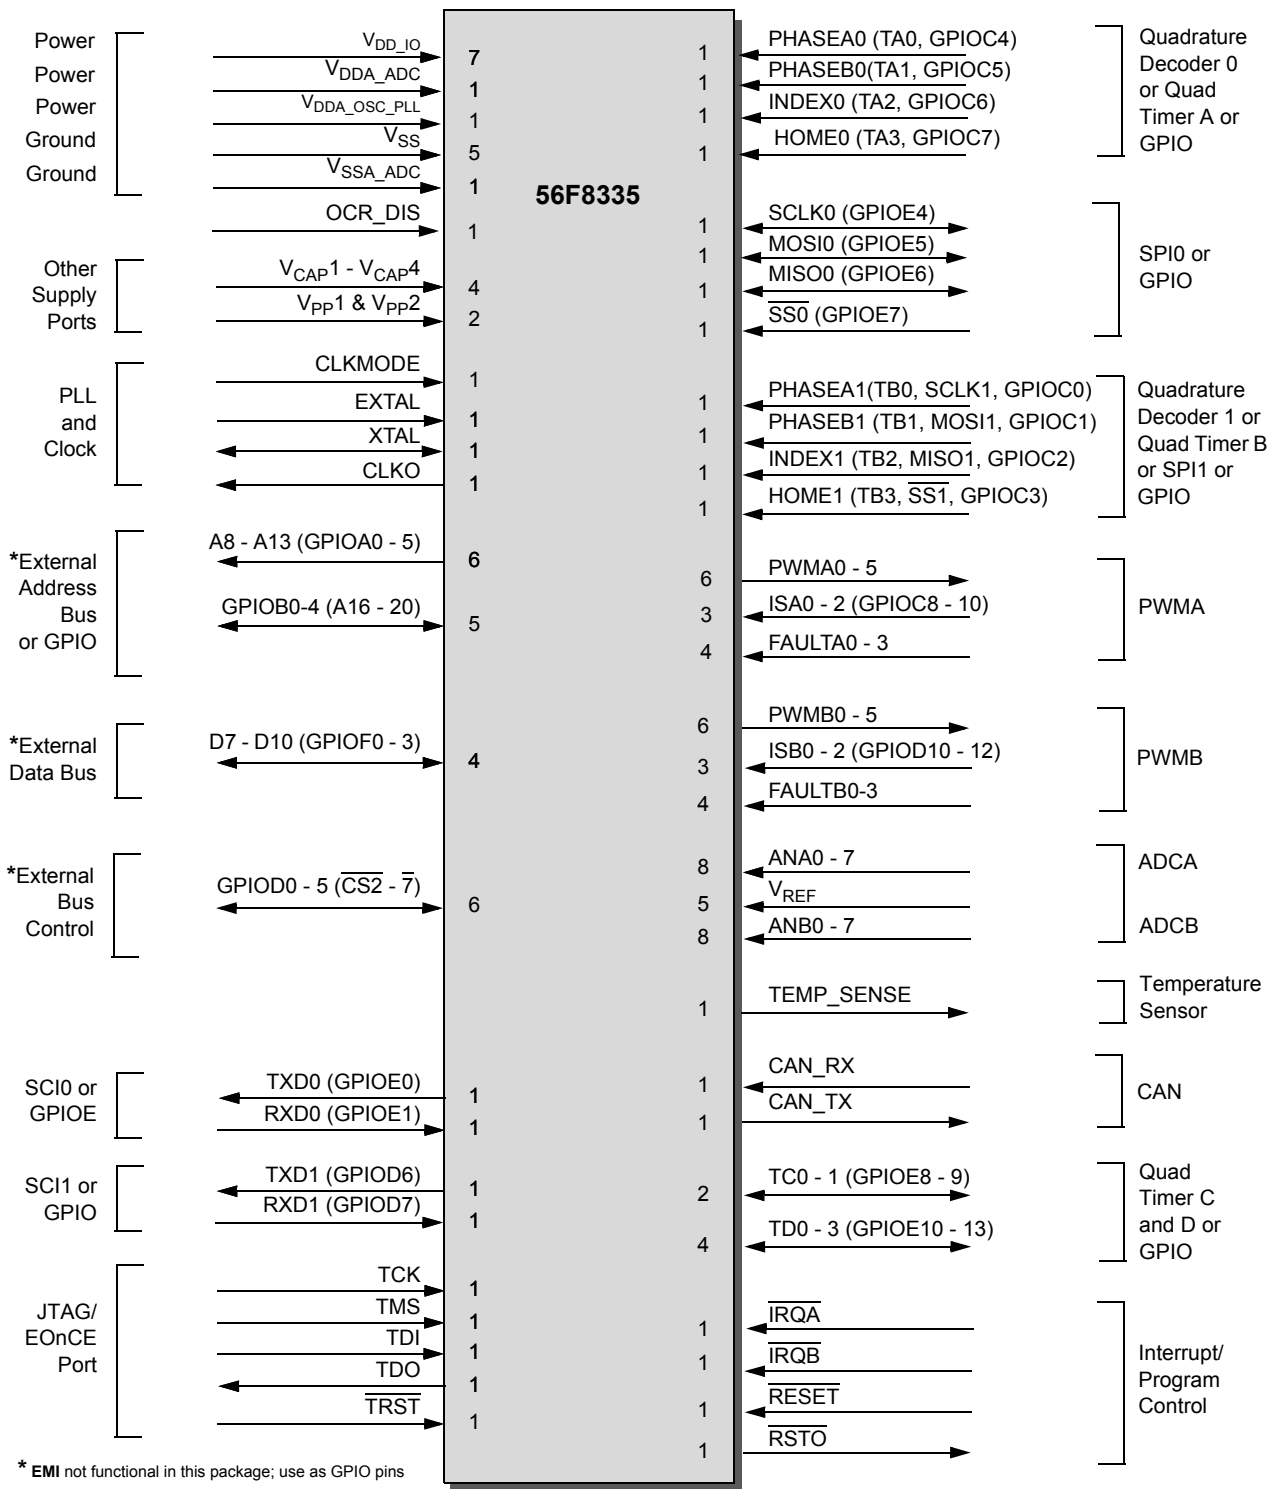 56F8335
Power
Power
Power
Ground
Ground
VDD_IO
7
VDDA_ADC
1
VDDA_OSC_PLL
1
VSS
5
VSSA_ADC
1
OCR_DIS
1
Other
Supply
Ports
VCAP1 - VCAP4
4
VPP1 & VPP2
2
PLL
and
Clock
CLKMODE
1
EXTAL
1
XTAL
1
CLKO
1
*External
Address
Bus
or GPIO
A8 - A13 (GPIOA0 - 5)
6
GPIOB0-4 (A16 - 20)
5
*External
Data Bus
D7 - D10 (GPIOF0 - 3)
4
*External
Bus
Control
GPIOD0 - 5 (CS2 - 7)
6
SCI0 or
GPIOE
TXD0 (GPIOE0)
1
RXD0 (GPIOE1)
1
SCI1 or
GPIO
TXD1 (GPIOD6)
1
RXD1 (GPIOD7)
1
JTAG/
EOnCE
Port
TCK
1
TMS
1
TDI
1
TDO
1
TRST
1
* EMI not functional in this package; use as GPIO pins
1
PHASEA0 (TA0, GPIOC4)
1
PHASEB0(TA1, GPIOC5)
1
INDEX0 (TA2, GPIOC6)
1
HOME0 (TA3, GPIOC7)
Quadrature
Decoder 0
or Quad
Timer A or
GPIO
1
SCLK0 (GPIOE4)
1
MOSI0 (GPIOE5)
1
MISO0 (GPIOE6)
1
SS0 (GPIOE7)
SPI0 or
GPIO
1
PHASEA1(TB0, SCLK1, GPIOC0)
1
PHASEB1 (TB1, MOSI1, GPIOC1)
1
INDEX1 (TB2, MISO1, GPIOC2)
1
HOME1 (TB3, SS1, GPIOC3)
Quadrature
Decoder 1 or
Quad Timer B
or SPI1 or
GPIO
6
PWMA0 - 5
3
ISA0 - 2 (GPIOC8 - 10)
4
FAULTA0 - 3
PWMA
6
PWMB0 - 5
3
ISB0 - 2 (GPIOD10 - 12)
4
FAULTB0-3
PWMB
8
ANA0 - 7
5
VREF
8
ANB0 - 7
ADCA
ADCB
1
TEMP_SENSE
Temperature
Sensor
1
CAN_RX
1
CAN_TX
CAN
2
TC0 - 1 (GPIOE8 - 9)
4
TD0 - 3 (GPIOE10 - 13)
Quad
Timer C
and D or
GPIO
1
IRQA
1
IRQB
1
RESET
1
RSTO
Interrupt/
Program
Control